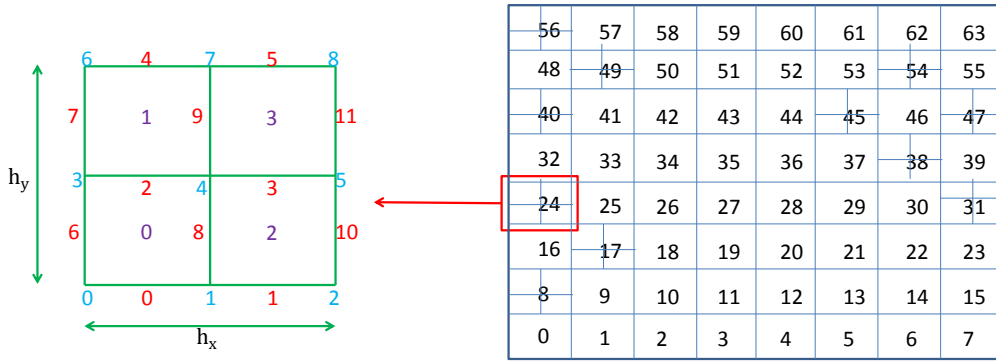 6 4 7 5 8
7 1 9 3 11
h_y
3 2 4 3 5
6 0 8 2 10
0 0 1 1 2
h_x
56 57 58 59 60 61 62 63
48 49 50 51 52 53 54 55
40 41 42 43 44 45 46 47
32 33 34 35 36 37 38 39
24 25 26 27 28 29 30 31
16 17 18 19 20 21 22 23
8 9 10 11 12 13 14 15
0 1 2 3 4 5 6 7